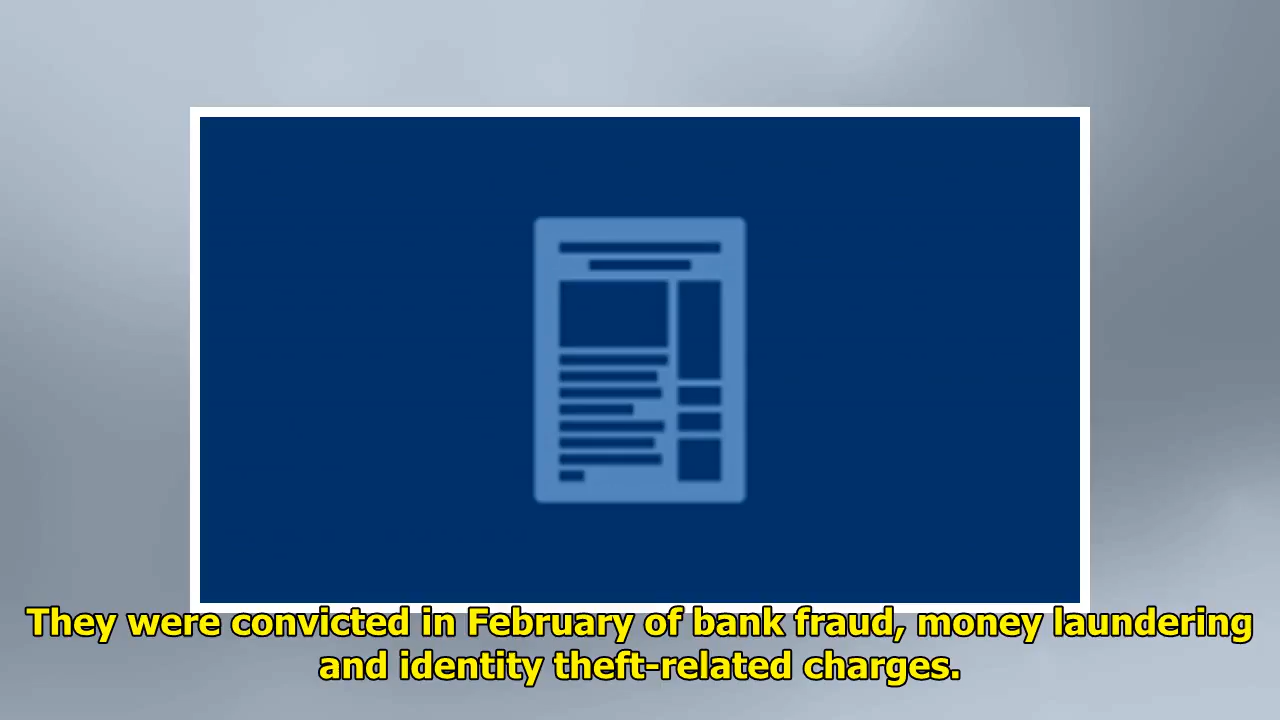 They were convicted in February of bank fraud, money laundering
and identity theft-related charges.